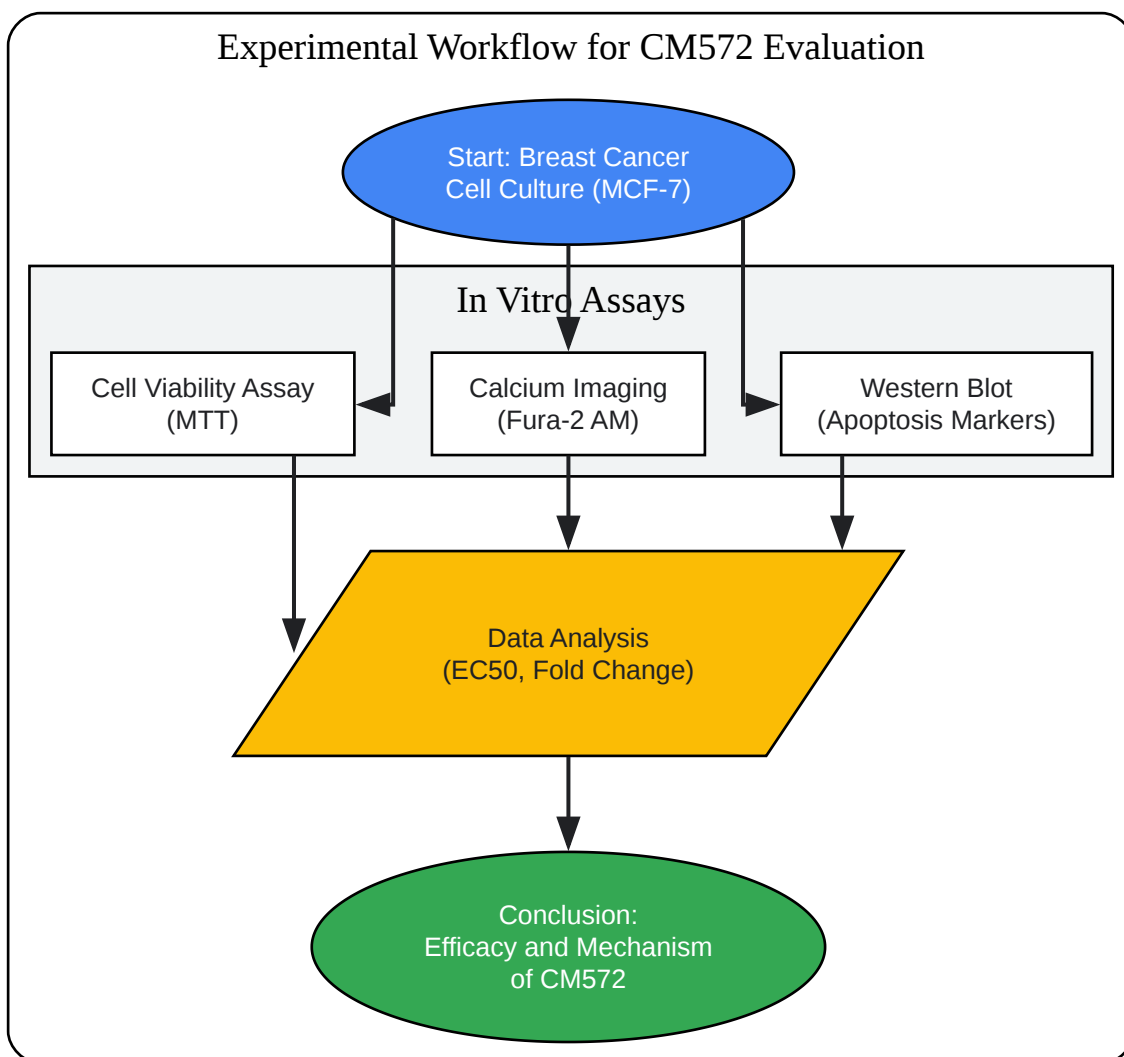 Experimental Workflow for CM572 Evaluation
Start: Breast Cancer
Cell Culture (MCF-7)
In Vitro Assays
Cell Viability Assay
(MTT)
Calcium Imaging
(Fura-2 AM)
Western Blot
(Apoptosis Markers)
Data Analysis
(EC50, Fold Change)
Conclusion:
Efficacy and Mechanism
of CM572